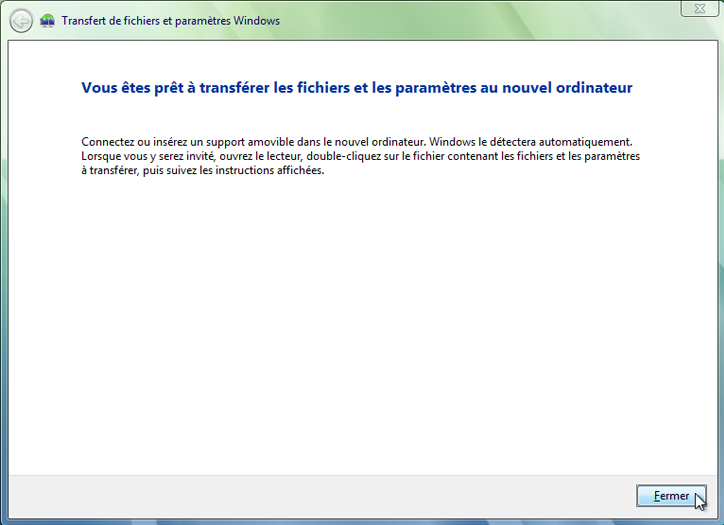 Transfert de fichiers et paramètres Windows
Vous êtes prêt à transférer les fichiers et les paramètres au nouvel ordinateur
Connectez ou insérez un support amovible dans le nouvel ordinateur. Windows le détectera automatiquement.
Lorsque vous y serez invité, ouvrez le lecteur, double-cliquez sur le fichier contenant les fichiers et les paramètres
à transférer, puis suivez les instructions affichées.
Fermer